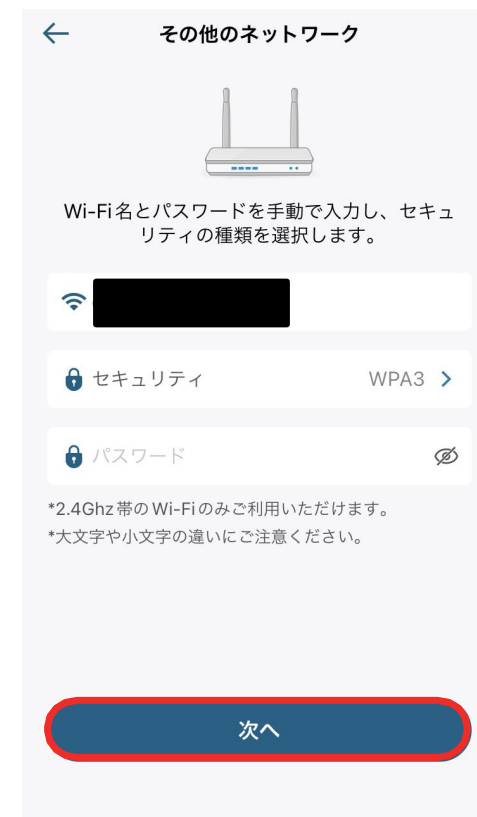 その他のネットワーク
Wi-Fi名とパスワードを手動で入力し、セキュ
リティの種類を選択します。
セキュリティ WPA3
パスワード
*2.4Ghz帯のWi-Fiのみご利用いただけます。
*大文字や小文字の違いにご注意ください。
次へ